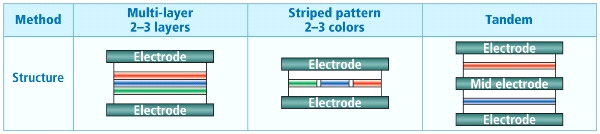 Method
Multi-layer
2–3 layers
Striped pattern
2–3 colors
Tandem
Structure
Electrode
Electrode
Electrode
Electrode
Electrode
Mid electrode
Electrode